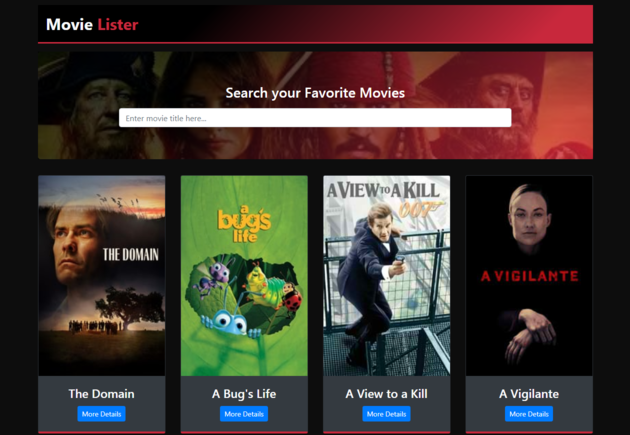 Movie Lister
Search your Favorite Movies
Enter movie title here...
THE DOMAIN
a
bug's
life
A VIEW TO A KILL
007
A VIGILANTE
The Domain
A Bug's Life
A View to a Kill
A Vigilante
More Details
More Details
More Details
More Details